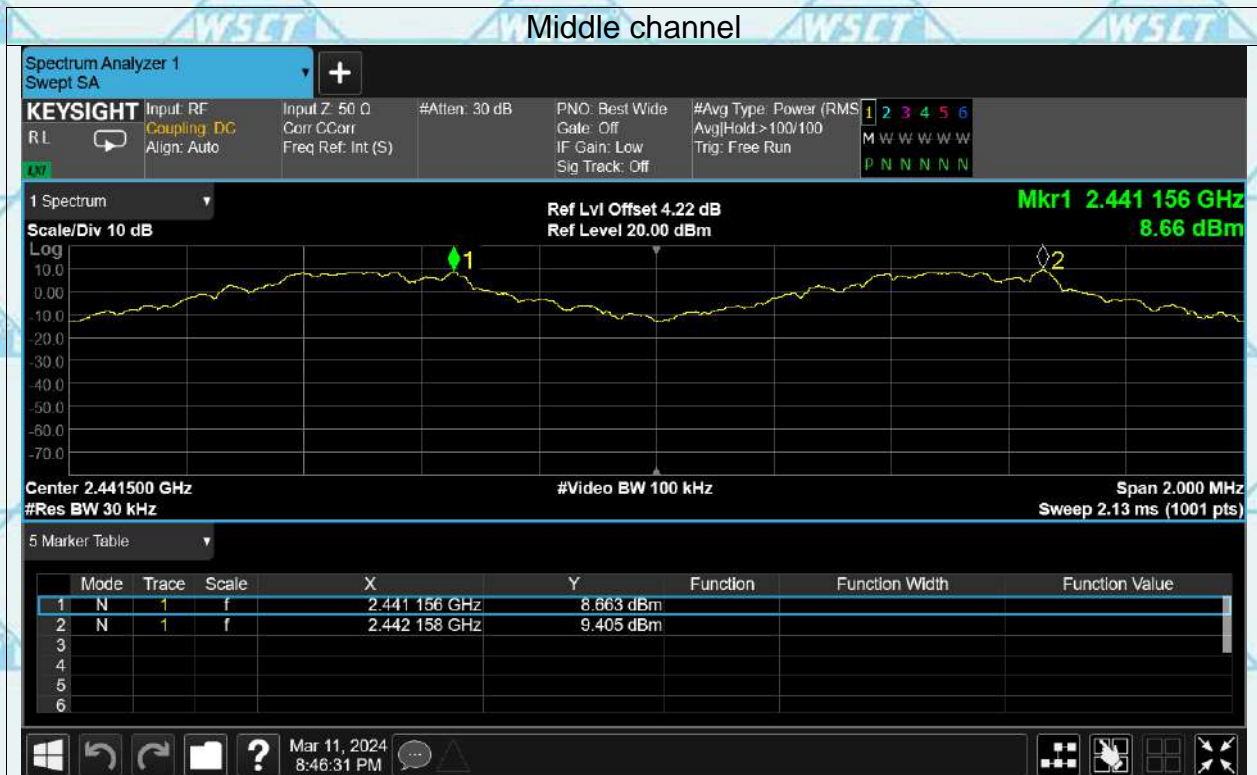 WSCT WSCT WSCT WSCT
Middle channel
Spectrum Analyzer 1
Swept SA
+
KEYSIGHT Input: RF Input Z: 50 Ω #Atten: 30 dB PNO: Best Wide #Avg Type: Power (RMS 1 2 3 4 5 6
RL Coupling: DC Corr CCorr Gate: Off Avg|Hold:>100/100 M W W W W W
Align: Auto Freq Ref: Int (S) IF Gain: Low Trig: Free Run
LXI Sig Track: Off P N N N N N
1 Spectrum Ref Lvl Offset 4.22 dB Mkr1 2.441 156 GHz
Scale/Div 10 dB Ref Level 20.00 dBm 8.66 dBm
Log
1 2
10.0
0.00
-10.0
-20.0
-30.0
-40.0
-50.0
-60.0
-70.0
Center 2.441500 GHz #Video BW 100 kHz Span 2.000 MHz
#Res BW 30 kHz Sweep 2.13 ms (1001 pts)
5 Marker Table
Mode Trace Scale X Y Function Function Width Function Value
1 N 1 f 2.441 156 GHz 8.663 dBm
2 N 1 f 2.442 158 GHz 9.405 dBm
3
4
5
6
? Mar 11, 2024
8:46:31 PM